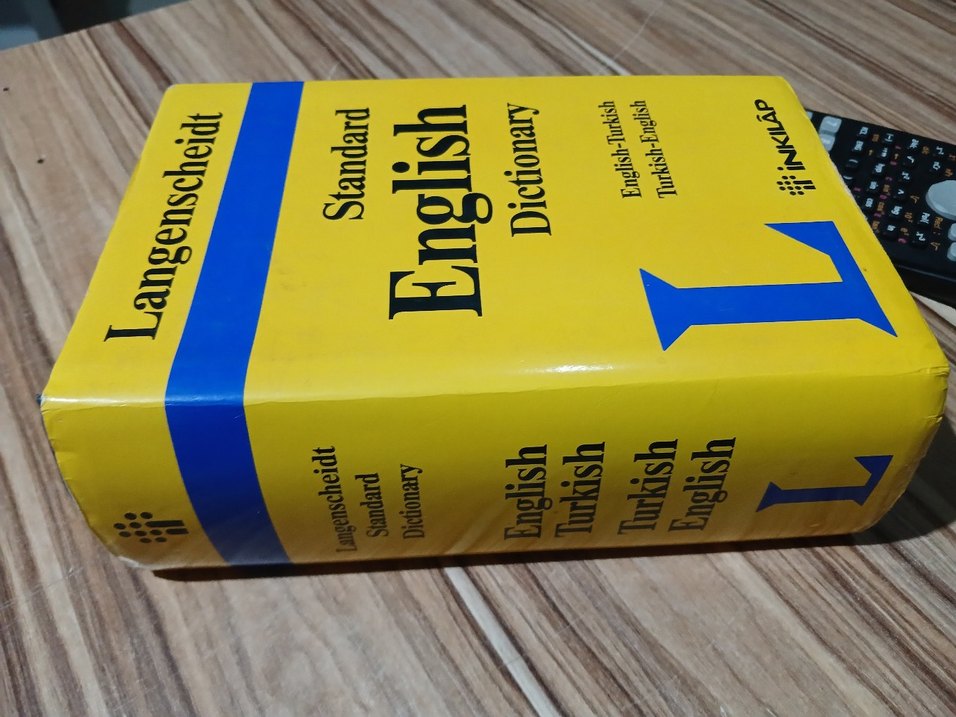 Langenscheidt
Standard
English
Dictionary
English-Turkish
Turkish-English
İNKILÂP
L
Langenscheidt
Standard
Dictionary
English
Turkish
Turkish
English
L